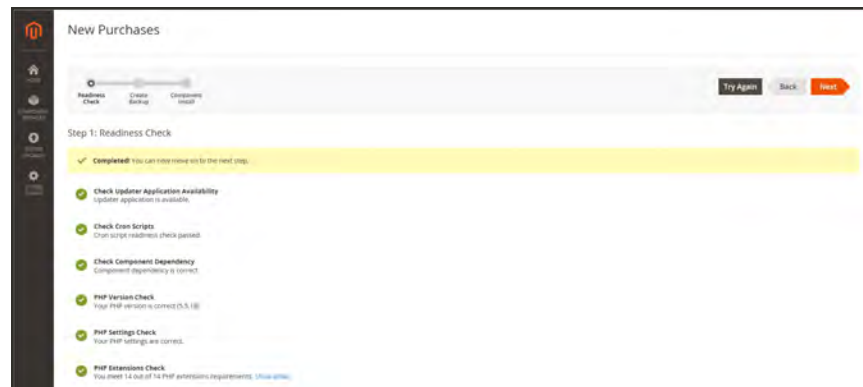 New Purchases
Readiness Check
Create Backup
Component Install
Try Again
Back
Next
Step 1: Readiness Check
Completed! You can now move on to the next step.
Check Updater Application Availability
Updater application is available.
Check Cron Scripts
Cron script readiness check passed.
Check Component Dependency
Component dependency is correct
PHP Version Check
Your PHP version is correct (5.5.18)
PHP Settings Check
Your PHP settings are correct.
PHP Extensions Check
You meet 14 out of 14 PHP extensions requirements.